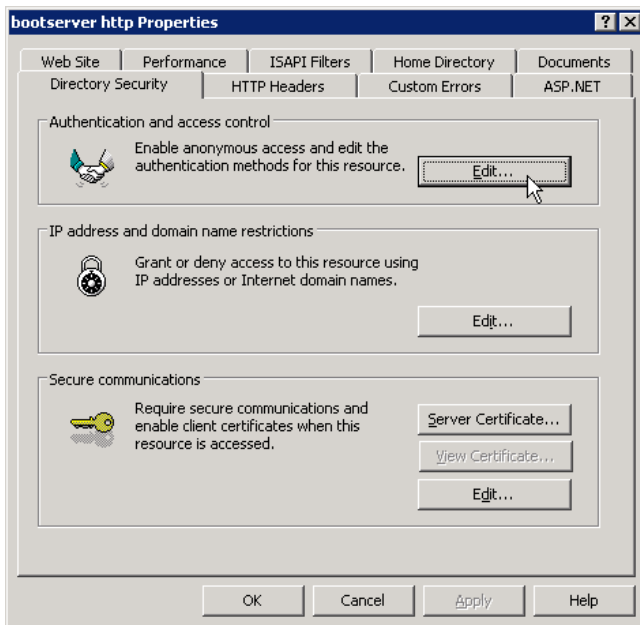 bootserver http Properties
Web Site
Performance
ISAPI Filters
Home Directory
Documents
Directory Security
HTTP Headers
Custom Errors
ASP.NET
Authentication and access control
Enable anonymous access and edit the
authentication methods for this resource.
Edit...
IP address and domain name restrictions
Grant or deny access to this resource using
IP addresses or Internet domain names.
Edit...
Secure communications
Require secure communications and
enable client certificates when this
resource is accessed.
Server Certificate...
View Certificate...
Edit...
OK
Cancel
Apply
Help